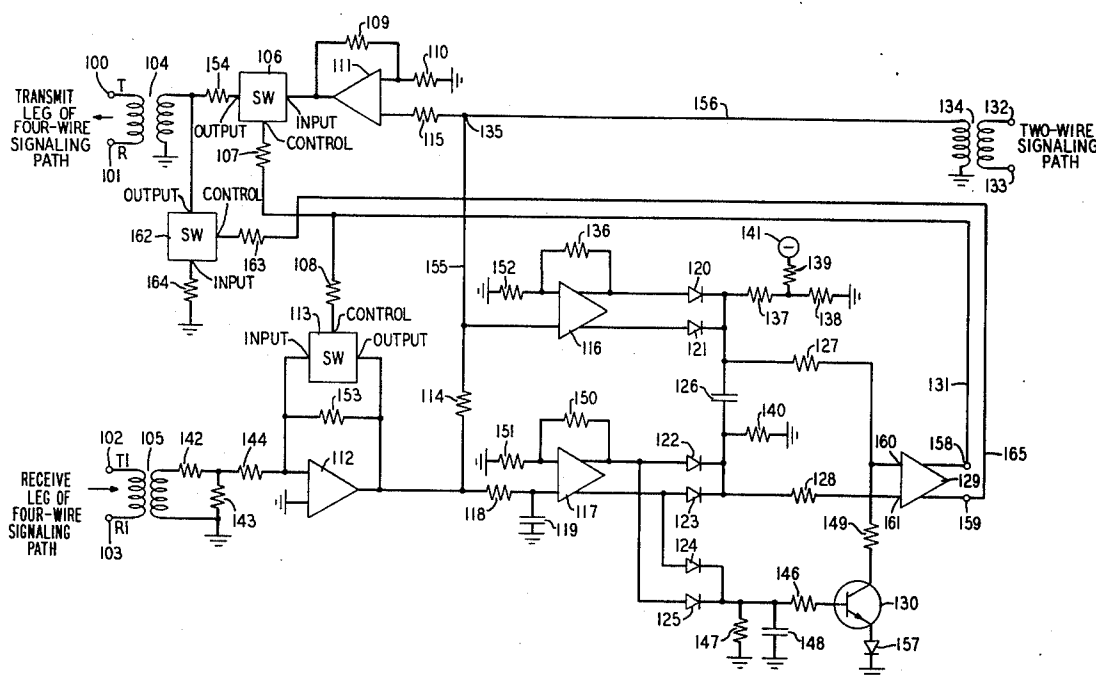 109
106
110
111
100
T
104
154
SW
TRANSMIT
LEG OF
FOUR-WIRE
SIGNALING
PATH
OUTPUT
INPUT
CONTROL
107
115
135
156
134
132
TWO-WIRE
SIGNALING
PATH
133
R
101
OUTPUT
CONTROL
162
SW
163
INPUT
164
108
155
136
141
−
139
152
120
137
138
116
121
113
CONTROL
INPUT
OUTPUT
SW
127
131
153
114
126
150
140
165
102
T1
105
142
144
112
151
122
160
158
RECEIVE
LEG OF
FOUR-WIRE
SIGNALING
PATH
143
118
117
123
128
129
161
159
R1
103
119
124
149
146
125
130
147
148
157